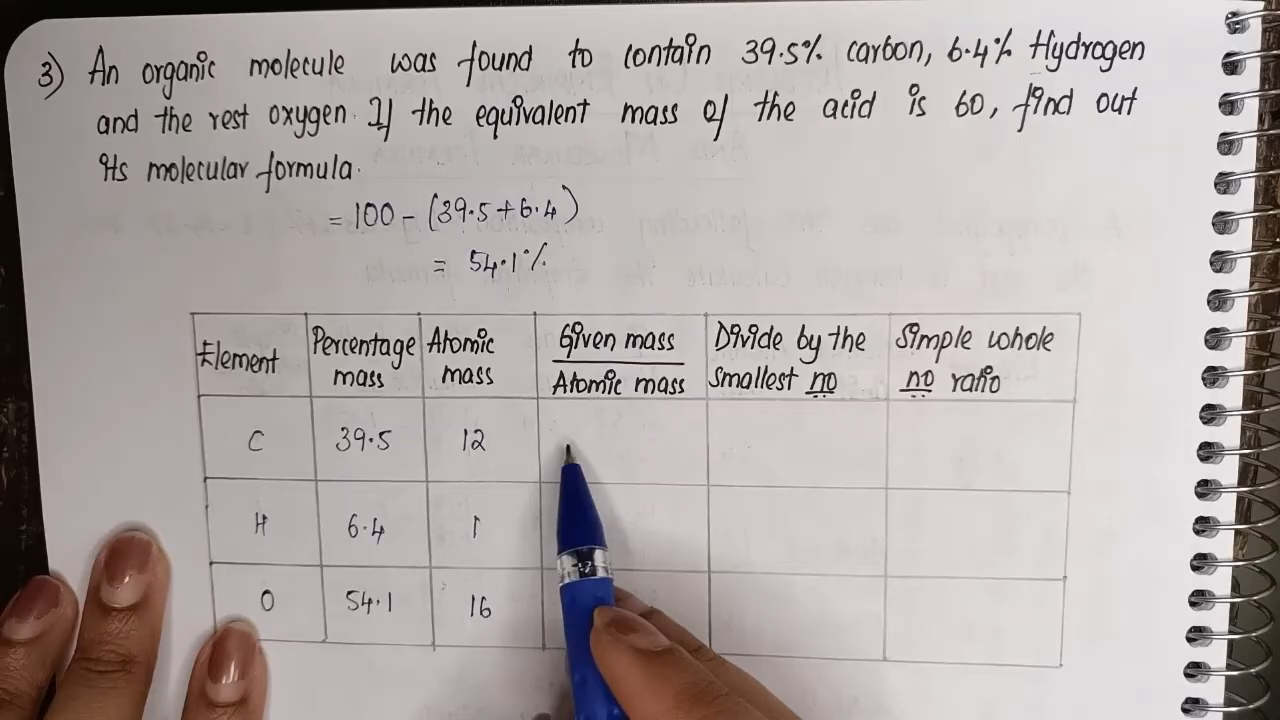 3) An organic molecule was found to contain 39.5% carbon, 6.4% Hydrogen
and the rest oxygen. If the equivalent mass of the acid is 60, find out
its molecular formula.
= 100 - (39.5+6.4)
= 54.1%
Element Percentage mass Atomic mass Given mass / Atomic mass Divide by the smallest no Simple whole no ratio
C 39.5 12
H 6.4 1
O 54.1 16